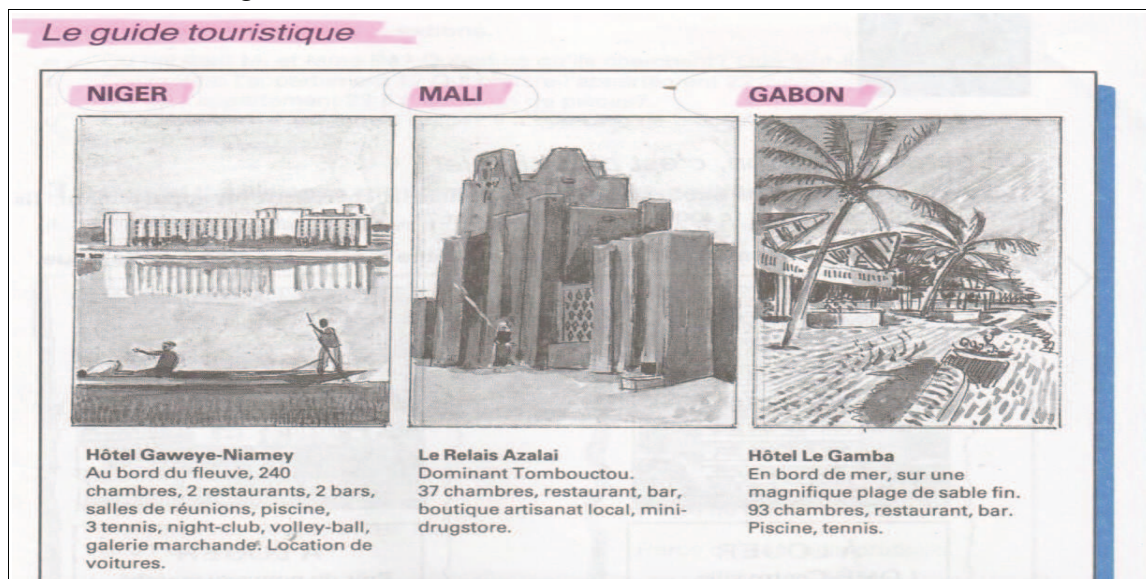 Le guide touristique
NIGER
MALI
GABON
Hôtel Gaweye-Niamey
Au bord du fleuve, 240
chambres, 2 restaurants, 2 bars,
salles de réunions, piscine,
3 tennis, night-club, volley-ball,
galerie marchande. Location de
voitures.
Le Relais Azalai
Dominant Tombouctou.
37 chambres, restaurant, bar,
boutique artisanat local, mini-
drugstore.
Hôtel Le Gamba
En bord de mer, sur une
magnifique plage de sable fin.
93 chambres, restaurant, bar.
Piscine, tennis.